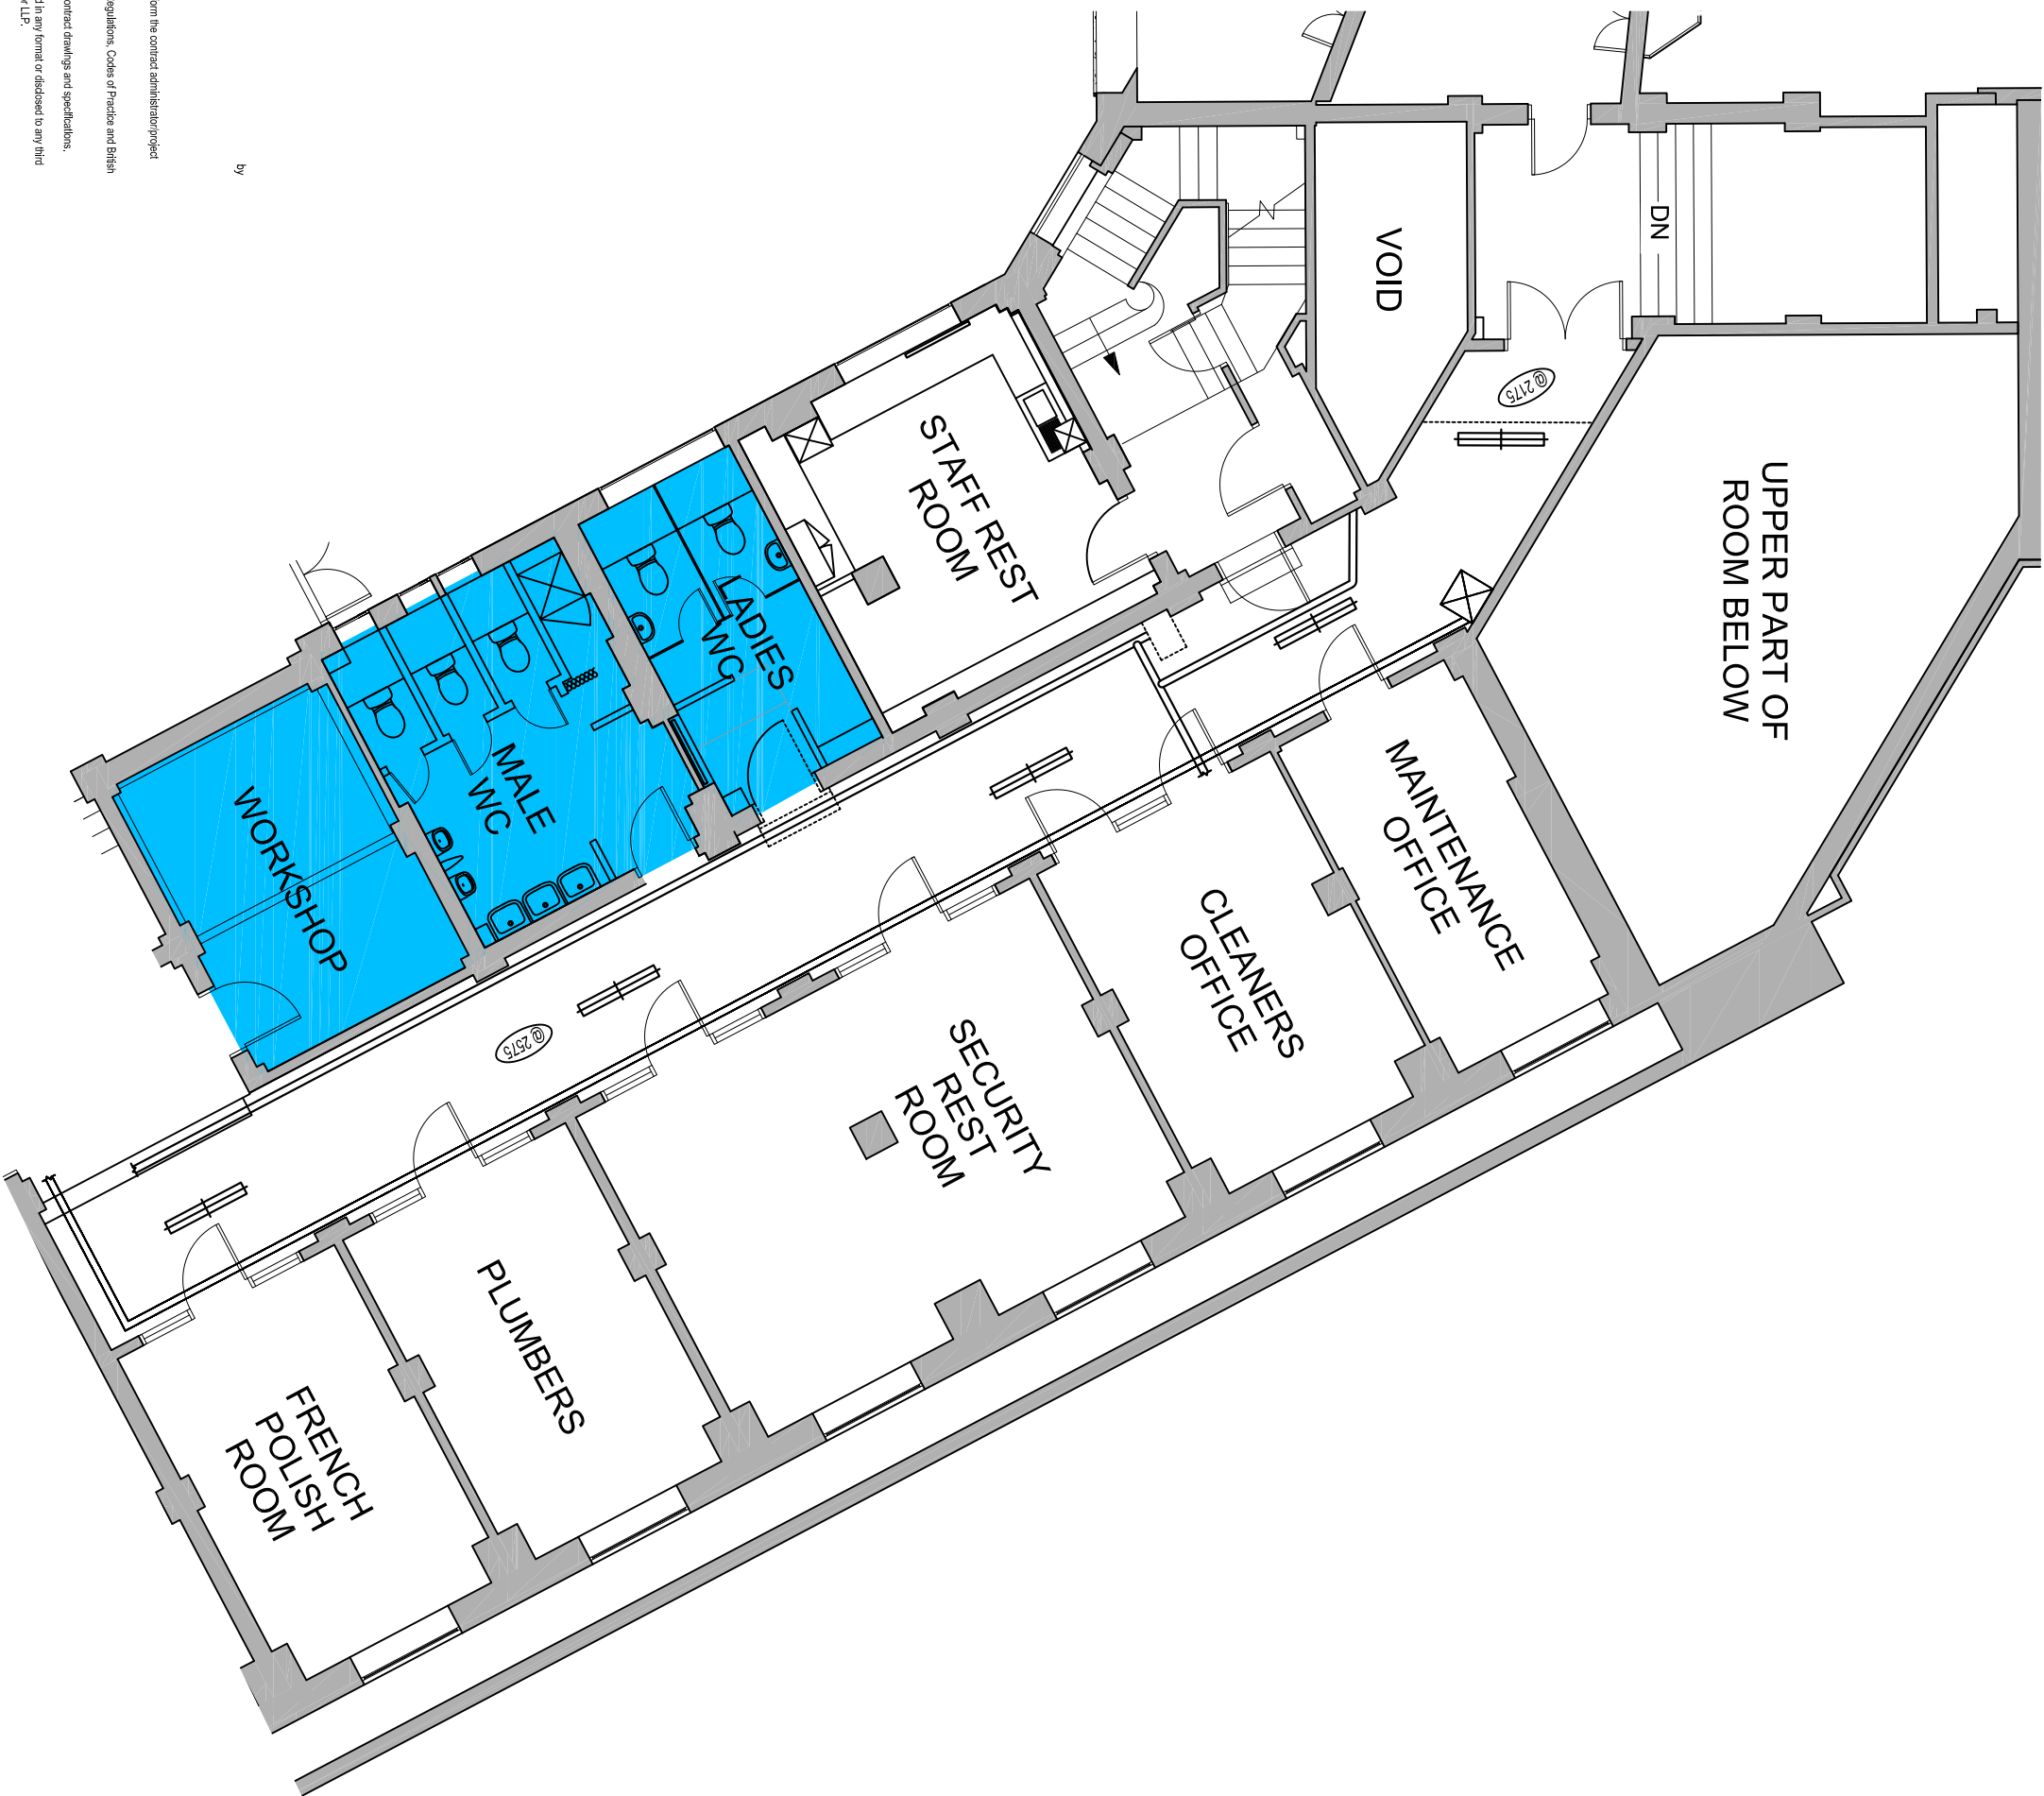 form the contract administrator/project
egulations, Codes of Practice and British
ontract drawings and specifications.
d in any format or disclosed to any third
r LLP.
by
VOID
DN
@ 2175
UPPER PART OF
ROOM BELOW
STAFF REST
ROOM
LADIES
WC
MALE
WC
WORKSHOP
MAINTENANCE
OFFICE
CLEANERS
OFFICE
SECURITY
REST
ROOM
@ 2575
PLUMBERS
FRENCH
POLISH
ROOM